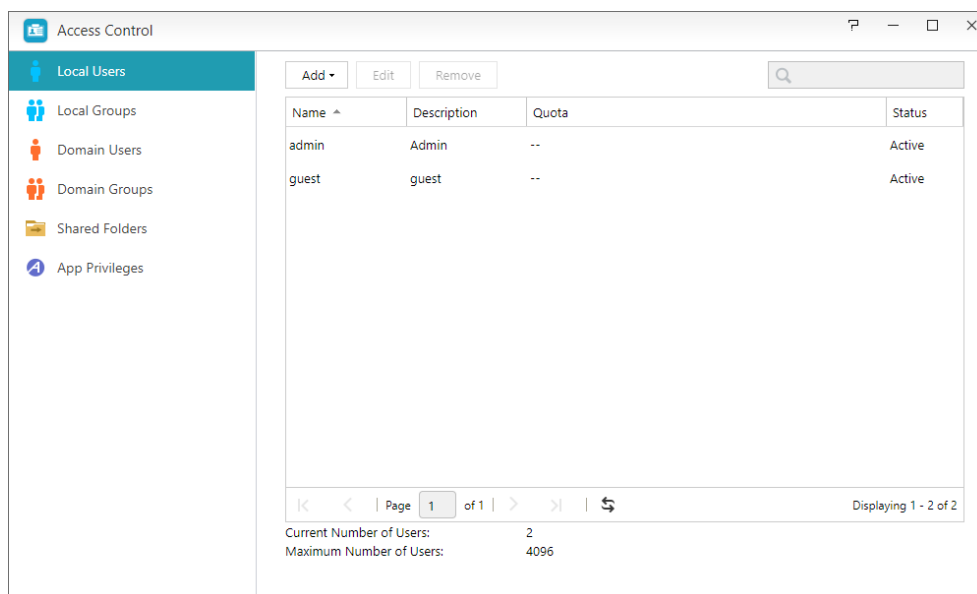 Access Control
Local Users
Local Groups
Domain Users
Domain Groups
Shared Folders
App Privileges
Add Edit Remove
Name Description Quota Status
admin Admin -- Active
guest guest -- Active
Page 1 of 1 Displaying 1 - 2 of 2
Current Number of Users: 2
Maximum Number of Users: 4096